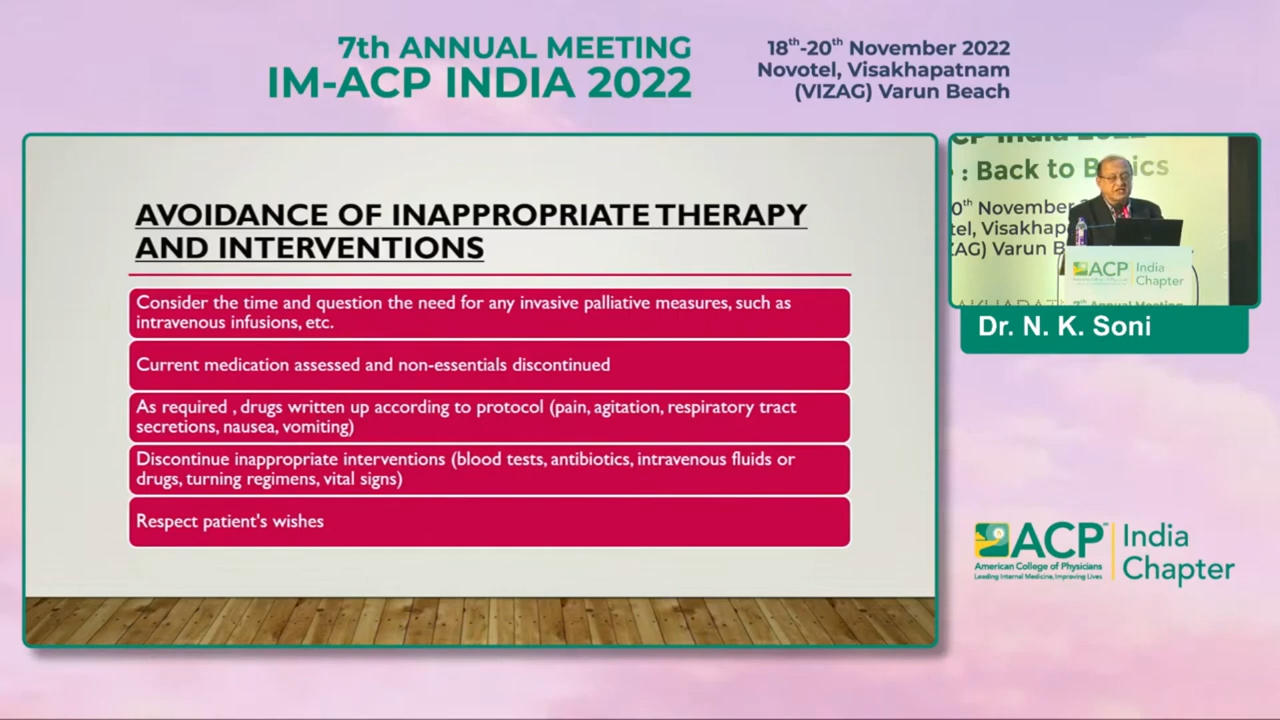 7th ANNUAL MEETING
IM-ACP INDIA 2022
18th-20th November 2022
Novotel, Visakhapatnam
(VIZAG) Varun Beach
AVOIDANCE OF INAPPROPRIATE THERAPY
AND INTERVENTIONS
Consider the time and question the need for any invasive palliative measures, such as
intravenous infusions, etc.
Current medication assessed and non-essentials discontinued
As required , drugs written up according to protocol (pain, agitation, respiratory tract
secretions, nausea, vomiting)
Discontinue inappropriate interventions (blood tests, antibiotics, intravenous fluids or
drugs, turning regimens, vital signs)
Respect patient's wishes
: Back to
November
Varun
ACP India
Chapter
Dr. N. K. Soni
ACP
American College of Physicians
Leading Internal Medicine, Improving Lives
India
Chapter